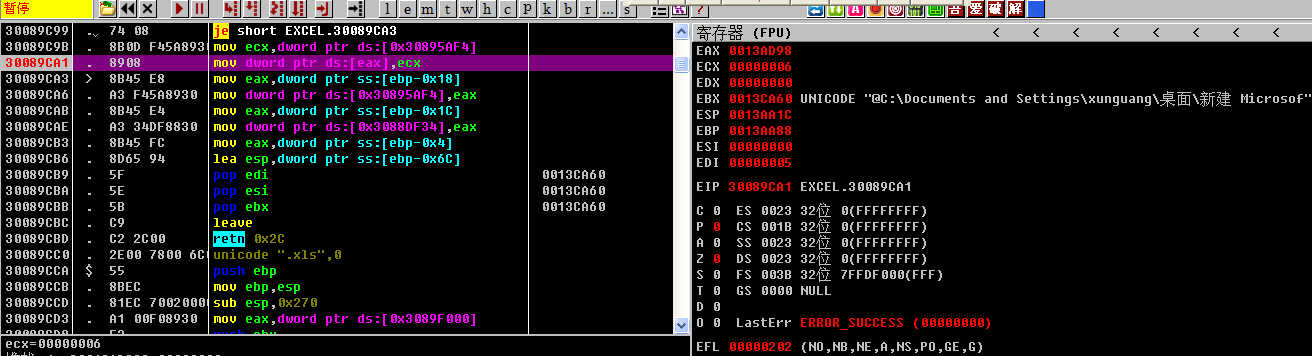 暂停
l e m t w h c p k b r ... s
吾 爱 破 解
30089C99 . 74 08 je short EXCEL.30089CA3
30089C9B . 8B0D F45A8930 mov ecx,dword ptr ds:[0x30895AF4]
30089CA1 . 8908 mov dword ptr ds:[eax],ecx
30089CA3 > 8B45 E8 mov eax,dword ptr ss:[ebp-0x18]
30089CA6 . A3 F45A8930 mov dword ptr ds:[0x30895AF4],eax
30089CAB . 8B45 E4 mov eax,dword ptr ss:[ebp-0x1C]
30089CAE . A3 34DF8830 mov dword ptr ds:[0x3088DF34],eax
30089CB3 . 8B45 FC mov eax,dword ptr ss:[ebp-0x4]
30089CB6 . 8D65 94 lea esp,dword ptr ss:[ebp-0x6C]
30089CB9 . 5F pop edi 0013CA60
30089CBA . 5E pop esi 0013CA60
30089CBB . 5B pop ebx 0013CA60
30089CBC . C9 leave
30089CBD . C2 2C00 retn 0x2C
30089CC0 . 2E00 7800 6C unicode ".xls",0
30089CCA $ 55 push ebp
30089CCB . 8BEC mov ebp,esp
30089CCD . 81EC 7002000 sub esp,0x270
30089CD3 . A1 00F08930 mov eax,dword ptr ds:[0x3089F000]
ecx=00000006
寄存器 (FPU) < < < < < < < <
EAX 0013AD98
ECX 00000006
EDX 00000000
EBX 0013CA60 UNICODE "@C:\Documents and Settings\xunguang\桌面\新建 Microsof"
ESP 0013AA1C
EBP 0013AA88
ESI 00000000
EDI 00000005
EIP 30089CA1 EXCEL.30089CA1
C 0 ES 0023 32位 0(FFFFFFFF)
P 0 CS 001B 32位 0(FFFFFFFF)
A 0 SS 0023 32位 0(FFFFFFFF)
Z 0 DS 0023 32位 0(FFFFFFFF)
S 0 FS 003B 32位 7FFDF000(FFF)
T 0 GS 0000 NULL
D 0
O 0 LastErr ERROR_SUCCESS (00000000)
EFL 00000202 (NO,NB,NE,A,NS,PO,GE,G)